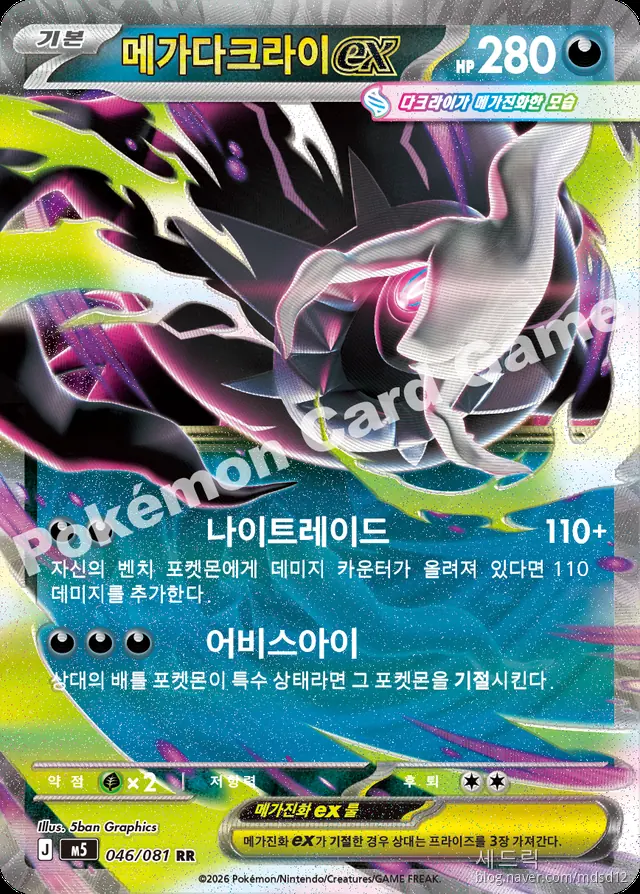 기본 메가다크라이 ex HP 280
다크라이가 메가진화한 모습
Pokémon Card Game
나이트레이드 110+
자신의 벤치 포켓몬에게 데미지 카운터가 올려져 있다면 110
데미지를 추가한다.
어비스아이
상대의 배틀 포켓몬이 특수 상태라면 그 포켓몬을 기절시킨다.
약점 ×2 저항력 후퇴
메가진화 ex 룰
메가진화 ex가 기절한 경우 상대는 프라이즈를 3장 가져간다.
Illus. 5ban Graphics
J m5 046/081 RR
©2026 Pokémon/Nintendo/Creatures/GAME FREAK.
세드릭
blog.naver.com/mdsd12